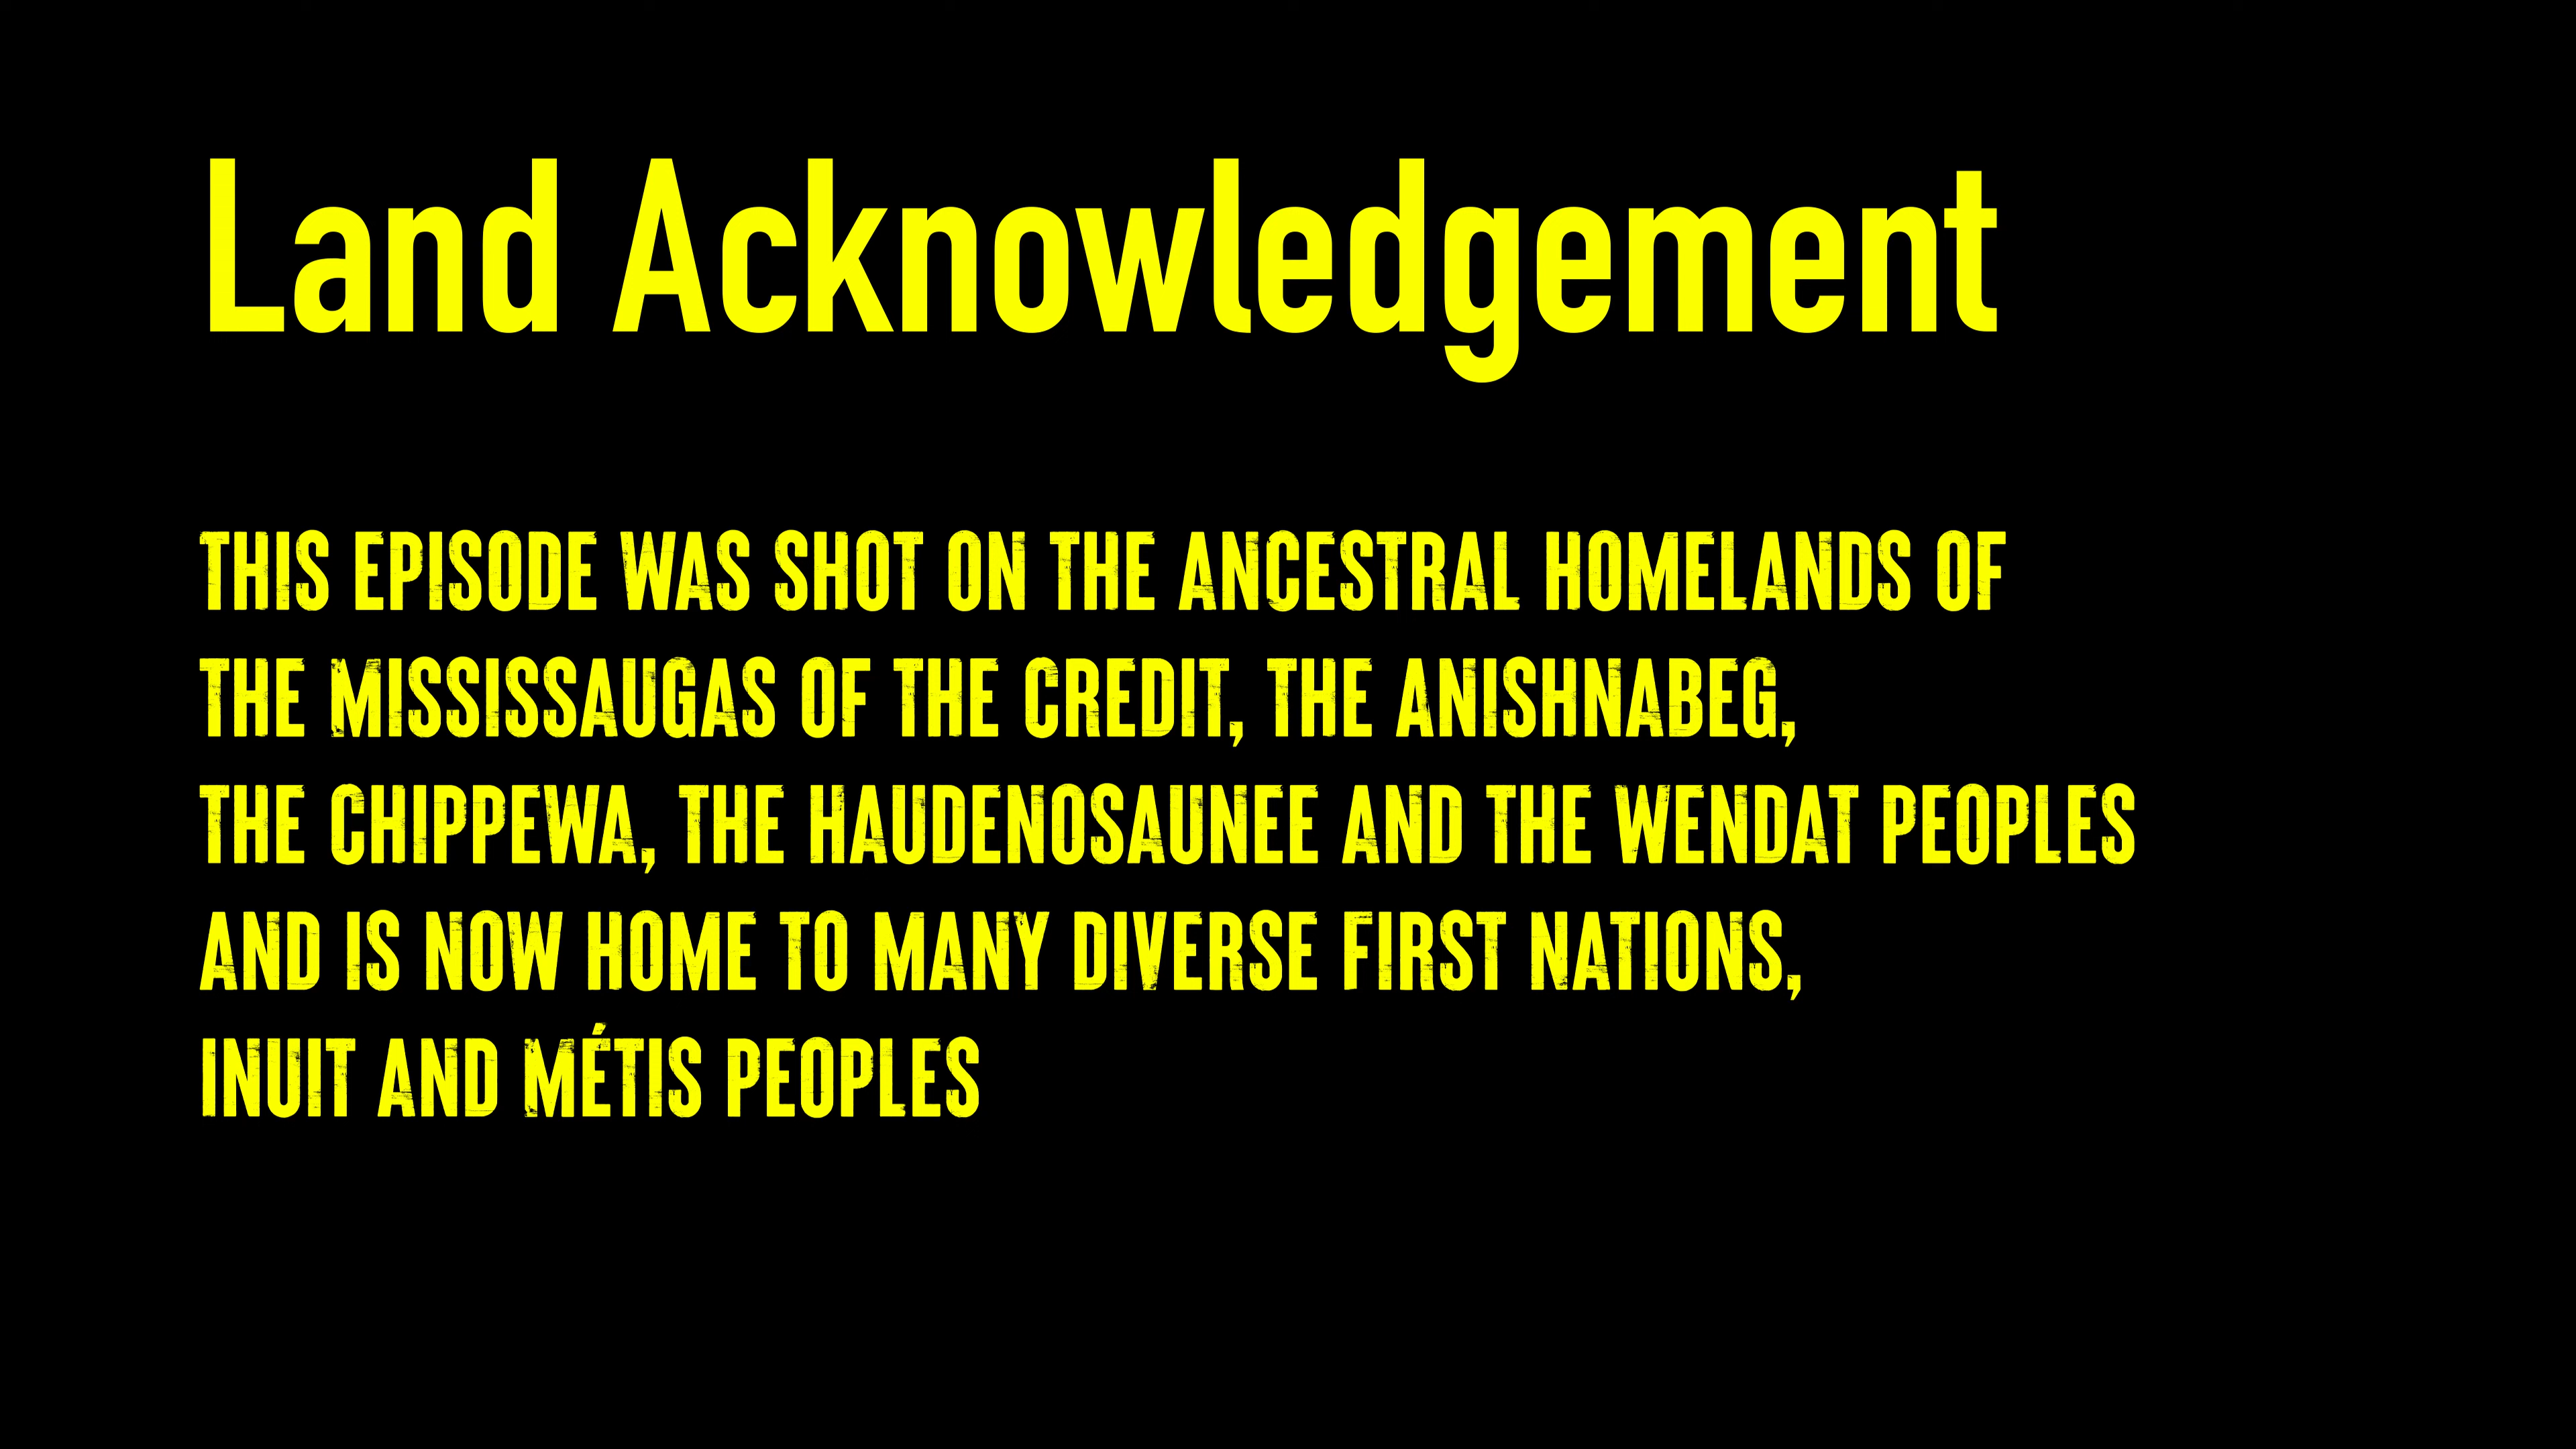 Land Acknowledgement
THIS EPISODE WAS SHOT ON THE ANCESTRAL HOMELANDS OF
THE MISSISSAUGAS OF THE CREDIT, THE ANISHNABEG,
THE CHIPPEWA, THE HAUDENOSAUNEE AND THE WENDAT PEOPLES
AND IS NOW HOME TO MANY DIVERSE FIRST NATIONS,
INUIT AND MÉTIS PEOPLES